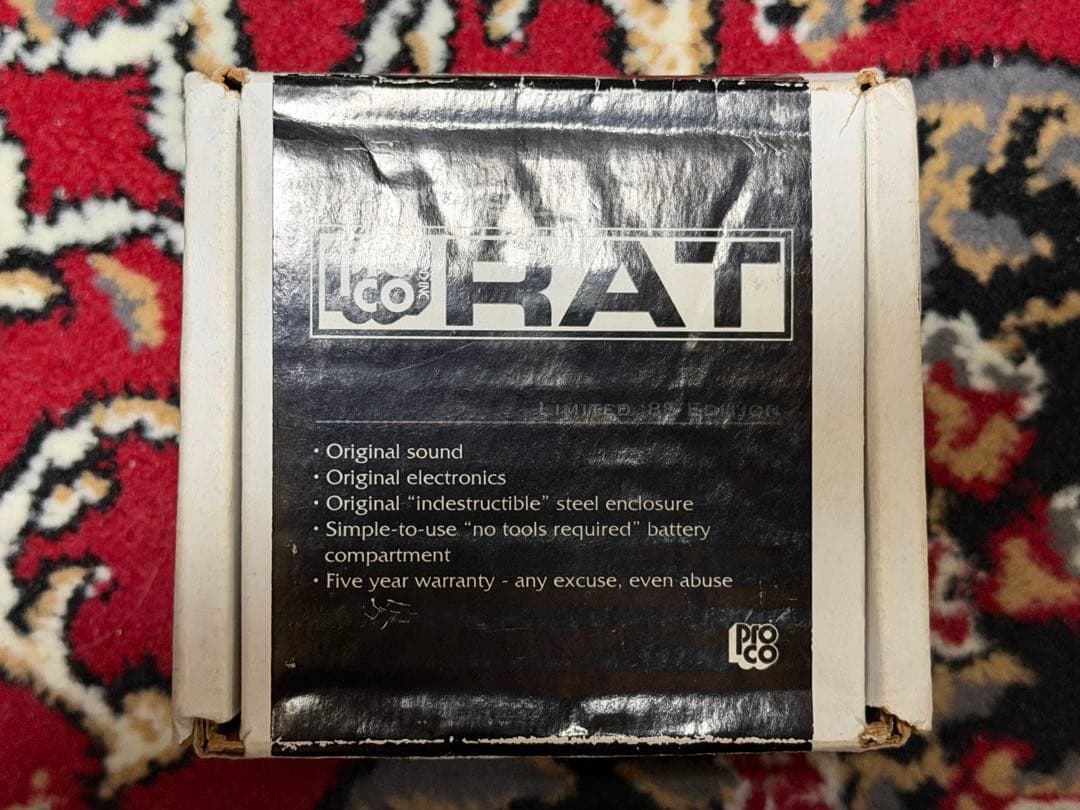 pro
co
SOUND INC.
RAT
LIMITED '85 EDITION
• Original sound
• Original electronics
• Original “indestructible” steel enclosure
• Simple-to-use “no tools required” battery
compartment
• Five year warranty - any excuse, even abuse
pro
co